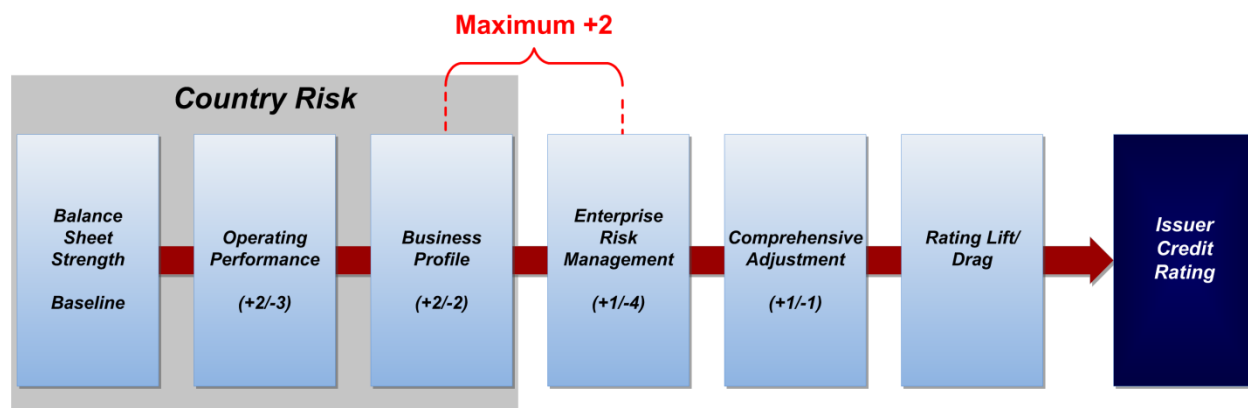 Maximum +2
Country Risk
Balance
Sheet
Strength
Baseline
Operating
Performance
(+2/-3)
Business
Profile
(+2/-2)
Enterprise
Risk
Management
(+1/-4)
Comprehensive
Adjustment
(+1/-1)
Rating Lift/
Drag
Issuer
Credit
Rating